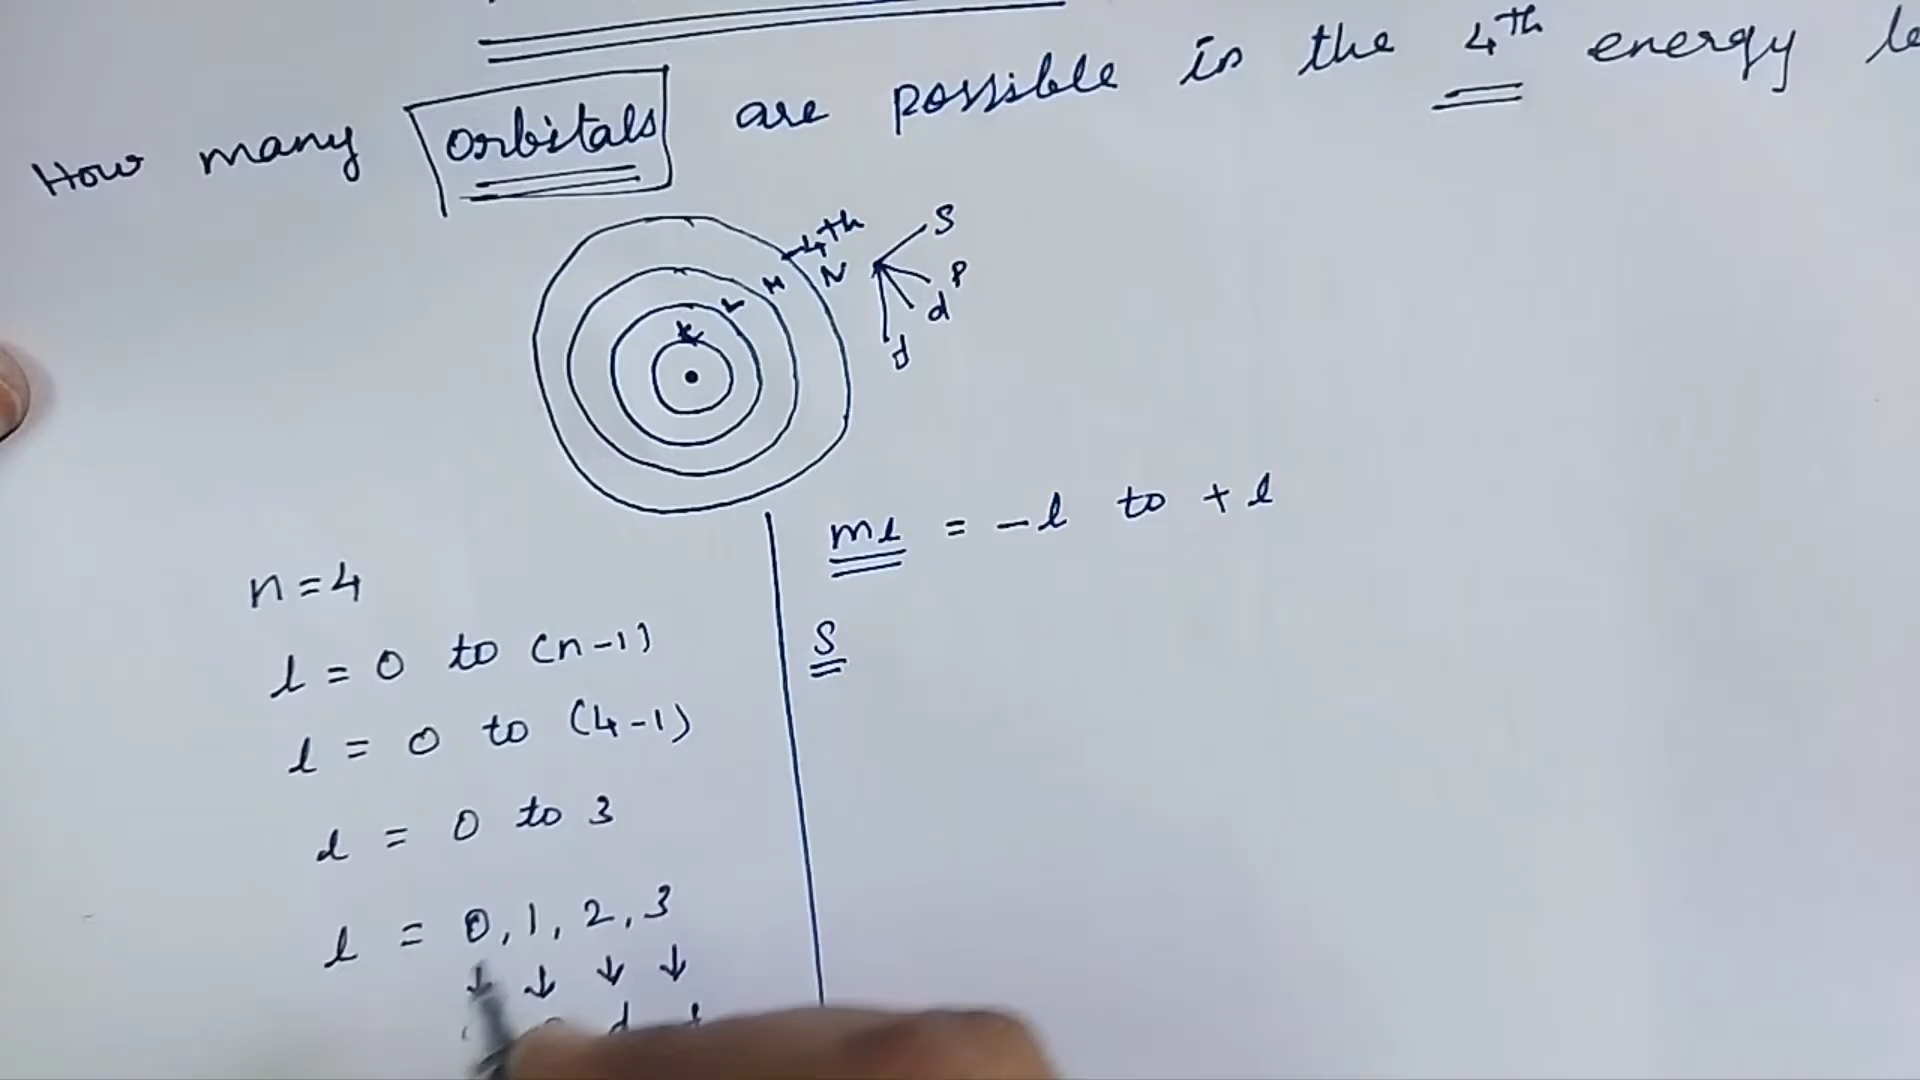 How many orbitals are possible in the 4th energy le
4th
S
K L M N
p
d
d
n = 4
l = 0 to (n-1)
l = 0 to (4-1)
l = 0 to 3
l = 0, 1, 2, 3
↓ ↓ ↓ ↓
d
ml = -l to +l
S